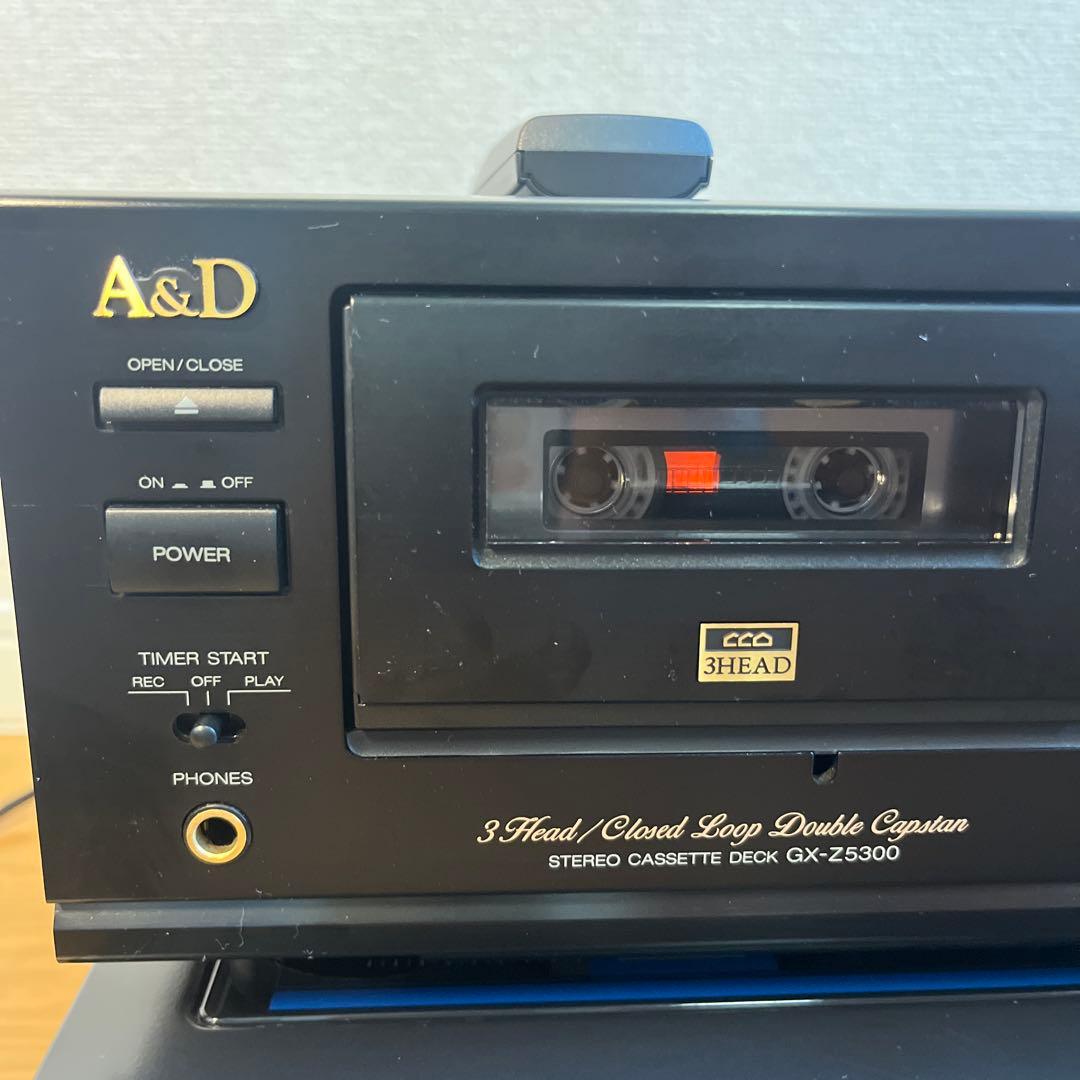 A&D
OPEN/CLOSE
ON OFF
POWER
TIMER START
REC OFF PLAY
PHONES
3HEAD
3 Head/Closed Loop Double Capstan
STEREO CASSETTE DECK GX-Z5300